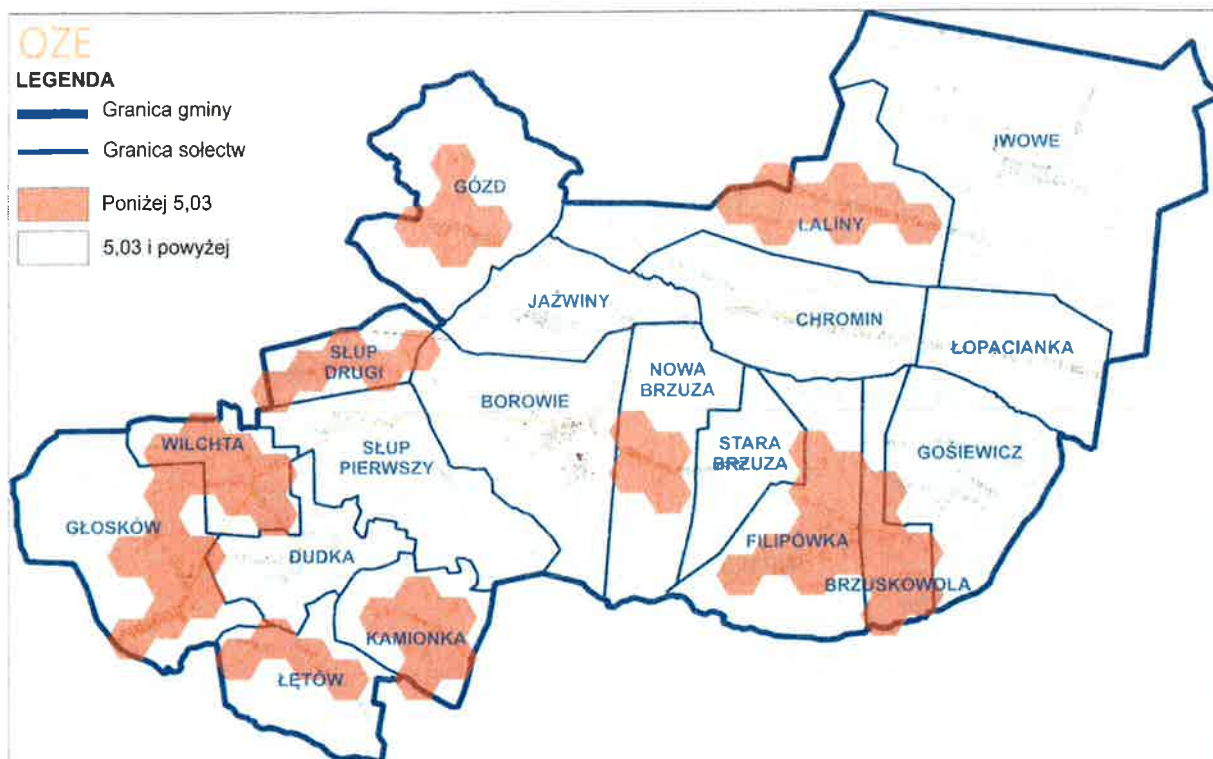 OZE
LEGENDA
Granica gminy
Granica sołectw
Poniżej 5,03
5,03 i powyżej
IWOWE
GÓZD
ŁALINY
JAŹWINY
CHROMIN
ŁOPACIANKA
SŁUP
DRUGI
NOWA
BRZUZA
BOROWIE
WILCHTA
SŁUP
PIERWSZY
STARA
BRZUZA
GOŚIEWICZ
GŁOSKÓW
DUDKA
FILIPÓWKA
BRZUSKOWOLA
KAMIONKA
ŁĘTÓW